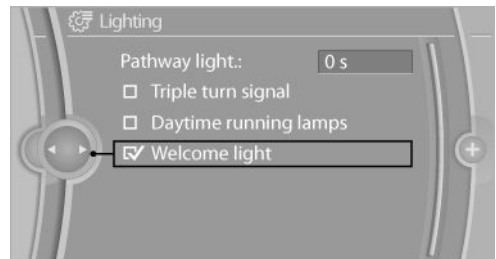 Lighting
Pathway light.: 0 s
Triple turn signal
Daytime running lamps
Welcome light